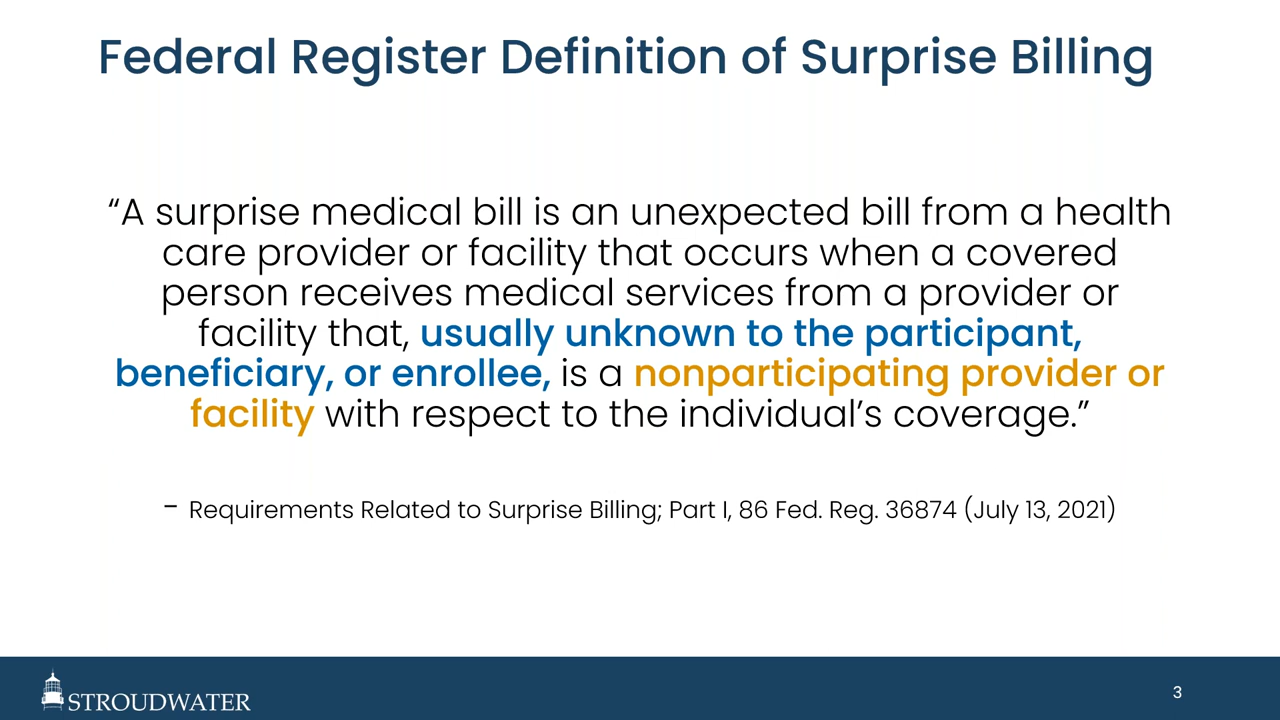 Federal Register Definition of Surprise Billing
“A surprise medical bill is an unexpected bill from a health
care provider or facility that occurs when a covered
person receives medical services from a provider or
facility that, usually unknown to the participant,
beneficiary, or enrollee, is a nonparticipating provider or
facility with respect to the individual’s coverage.”
– Requirements Related to Surprise Billing; Part I, 86 Fed. Reg. 36874 (July 13, 2021)
STROUDWATER
3